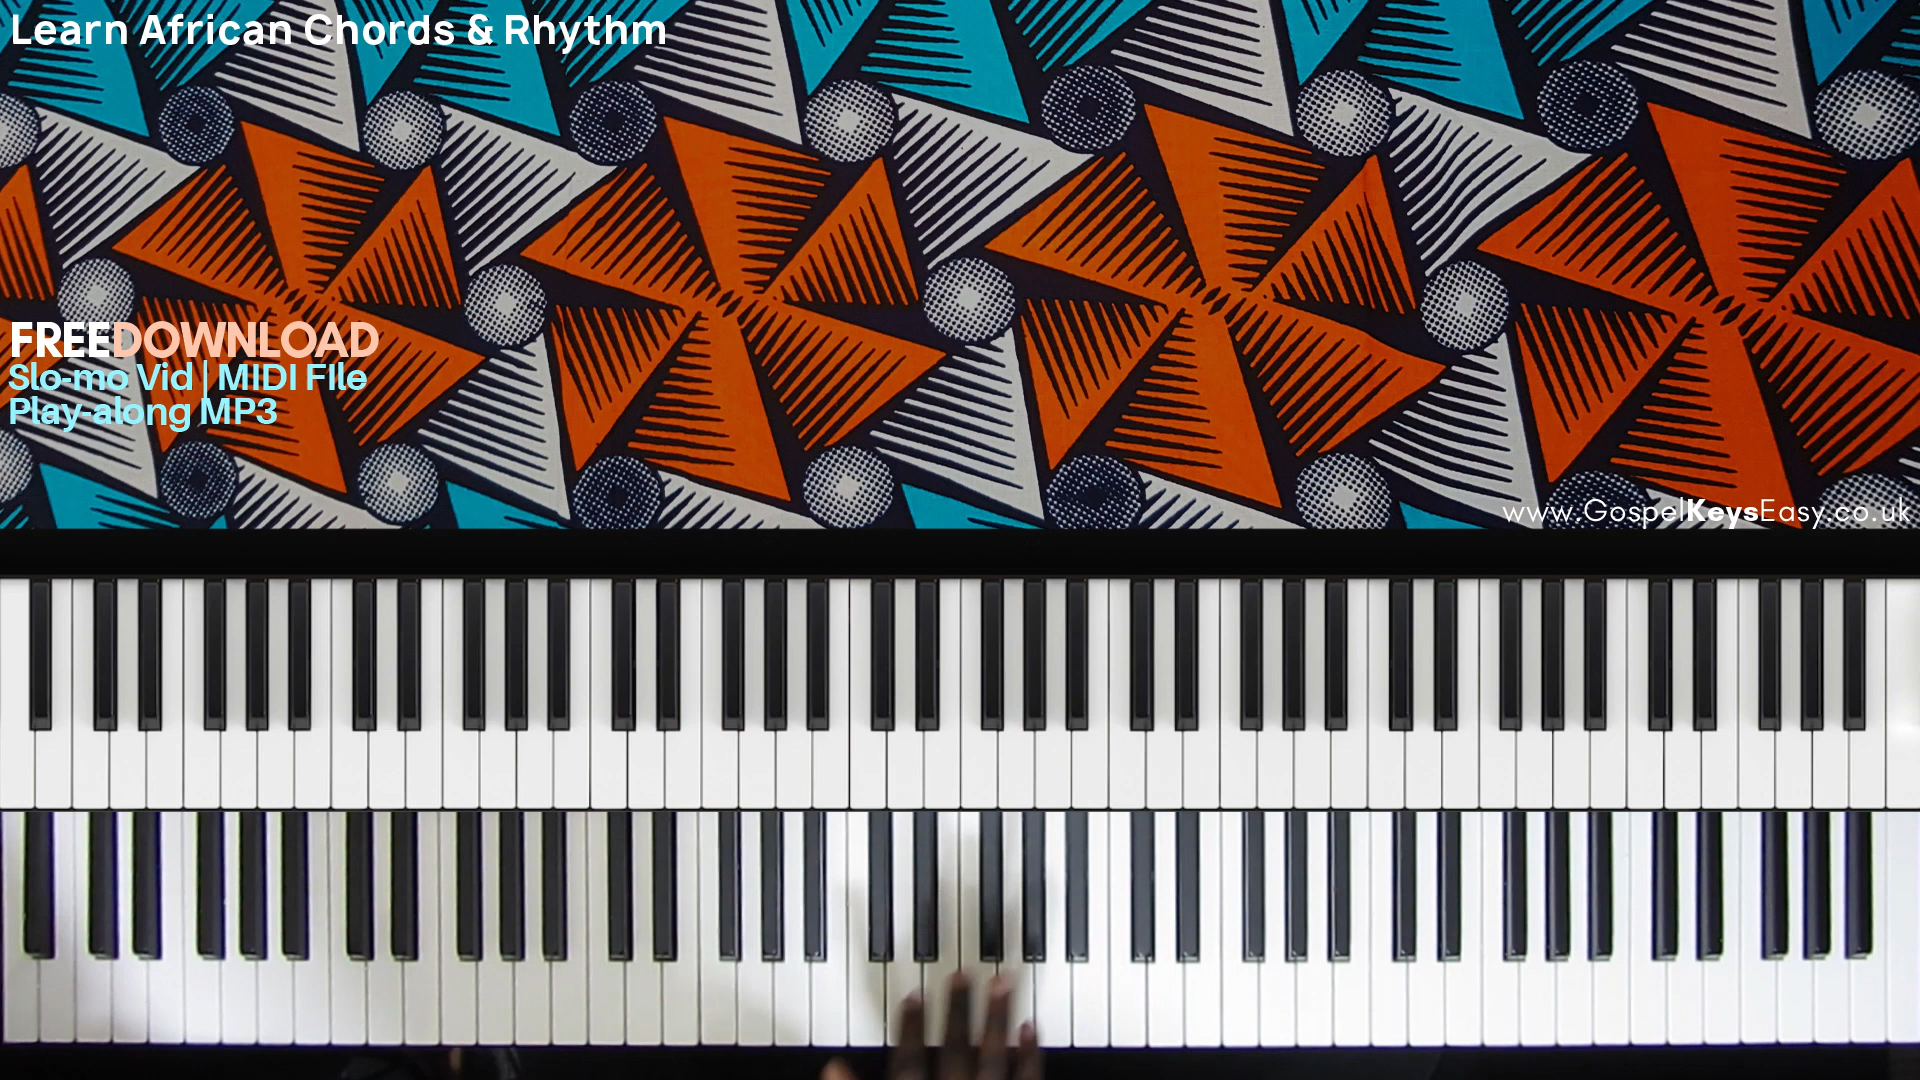 Learn African Chords & Rhythm
FREEDOWNLOAD
Slo-mo Vid | MIDI FIle
Play-along MP3
www.GospelKeysEasy.co.uk